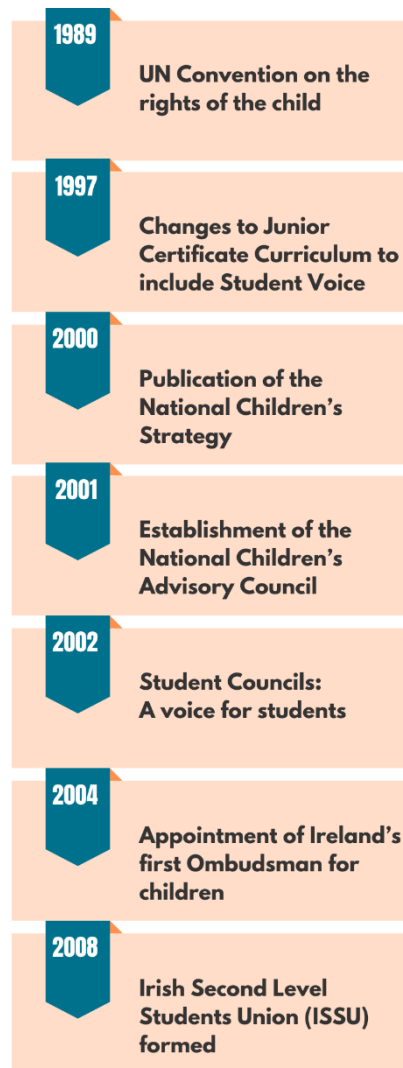 1989
UN Convention on the
rights of the child
1997
Changes to Junior
Certificate Curriculum to
include Student Voice
2000
Publication of the
National Children’s
Strategy
2001
Establishment of the
National Children’s
Advisory Council
2002
Student Councils:
A voice for students
2004
Appointment of Ireland’s
first Ombudsman for
children
2008
Irish Second Level
Students Union (ISSU)
formed